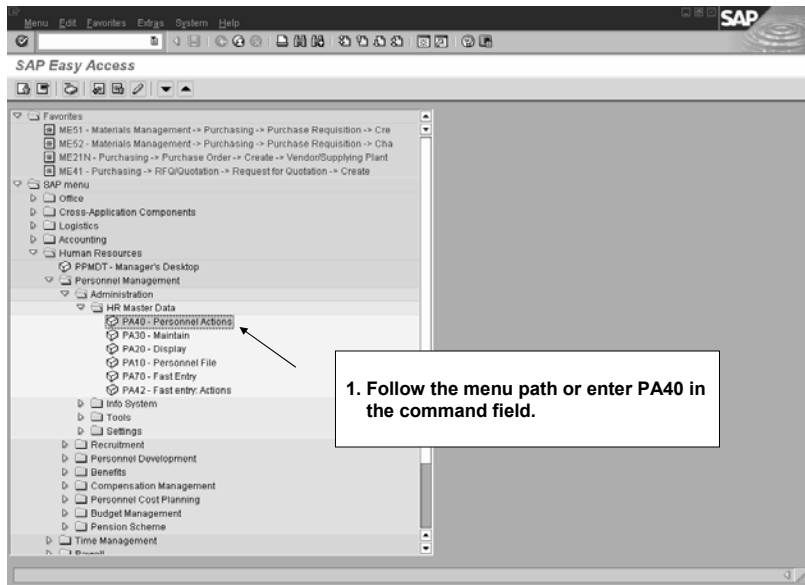 Menu Edit Favorites Extras System Help
SAP
SAP Easy Access
Favorites
ME51 - Materials Management -> Purchasing -> Purchase Requisition -> Cre
ME52 - Materials Management -> Purchasing -> Purchase Requisition -> Cha
ME21N - Purchasing -> Purchase Order -> Create -> Vendor/Supplying Plant
ME41 - Purchasing -> RFQ/Quotation -> Request for Quotation -> Create
SAP menu
Office
Cross-Application Components
Logistics
Accounting
Human Resources
PPMDT - Manager's Desktop
Personnel Management
Administration
HR Master Data
PA40 - Personnel Actions
PA30 - Maintain
PA20 - Display
PA10 - Personnel File
PA70 - Fast Entry
PA42 - Fast entry: Actions
Info System
Tools
Settings
Recruitment
Personnel Development
Benefits
Compensation Management
Personnel Cost Planning
Budget Management
Pension Scheme
Time Management
1. Follow the menu path or enter PA40 in
the command field.